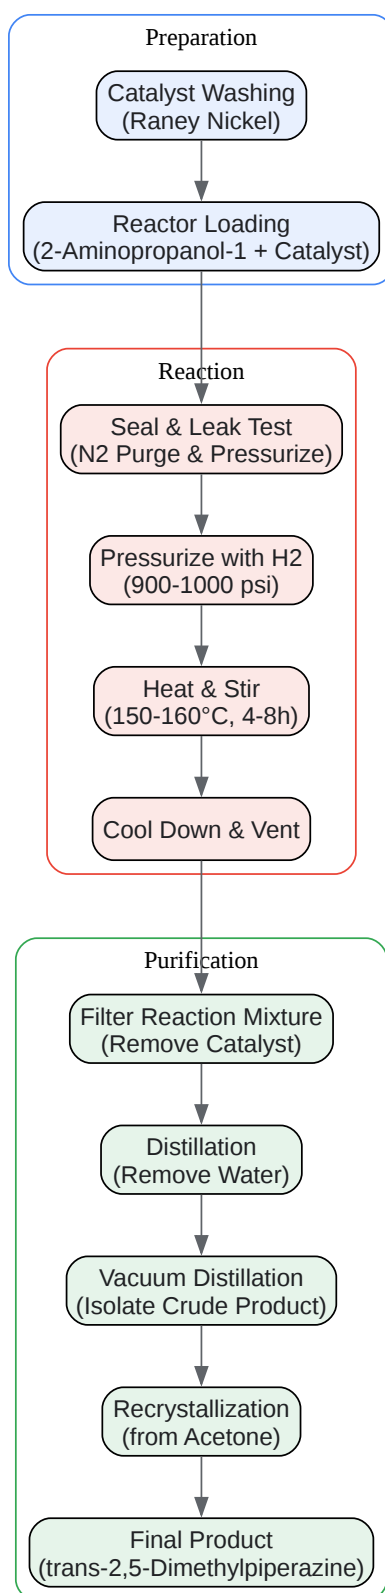 Preparation
Catalyst Washing
(Raney Nickel)
Reactor Loading
(2-Aminopropanol-1 + Catalyst)
Reaction
Seal & Leak Test
(N2 Purge & Pressurize)
Pressurize with H2
(900-1000 psi)
Heat & Stir
(150-160°C, 4-8h)
Cool Down & Vent
Purification
Filter Reaction Mixture
(Remove Catalyst)
Distillation
(Remove Water)
Vacuum Distillation
(Isolate Crude Product)
Recrystallization
(from Acetone)
Final Product
(trans-2,5-Dimethylpiperazine)